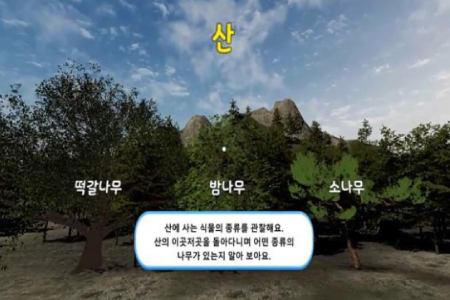 산
떡갈나무 밤나무 소나무
산에 사는 식물의 종류를 관찰해요.
산의 이곳저곳을 돌아다니며 어떤 종류의
나무가 있는지 알아 보아요.